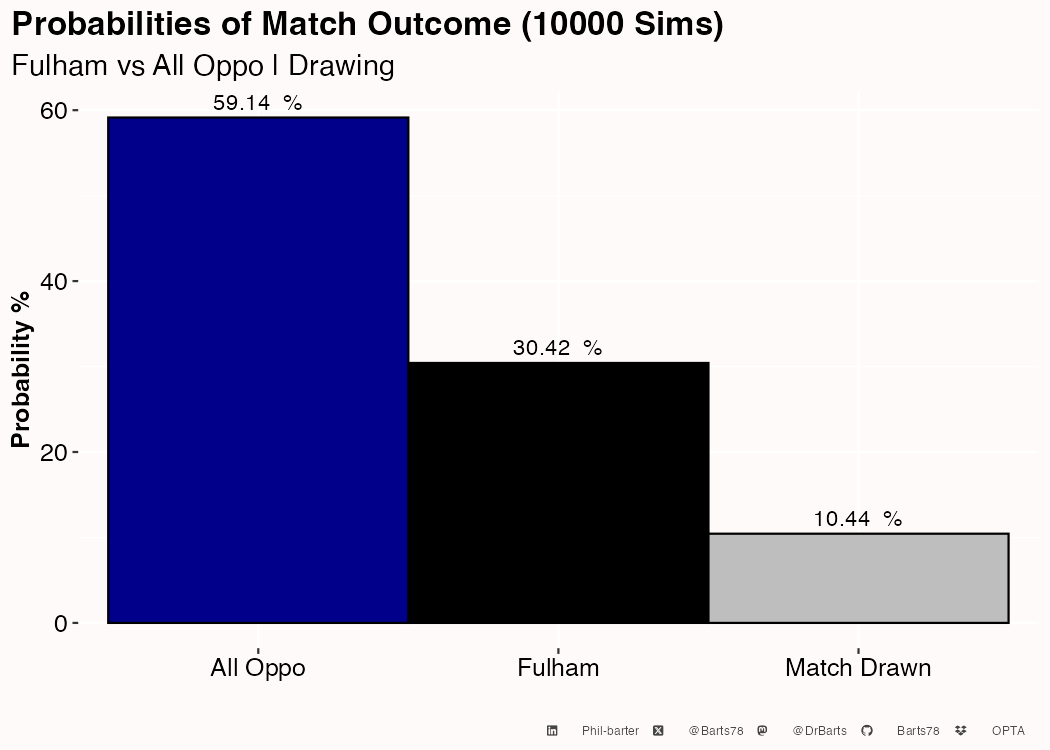 Probabilities of Match Outcome (10000 Sims)
Fulham vs All Oppo | Drawing
59.14 %
60
40
30.42 %
20
10.44 %
0
Probability %
All Oppo Fulham Match Drawn
Phil-barter @Barts78 @DrBarts Barts78 OPTA